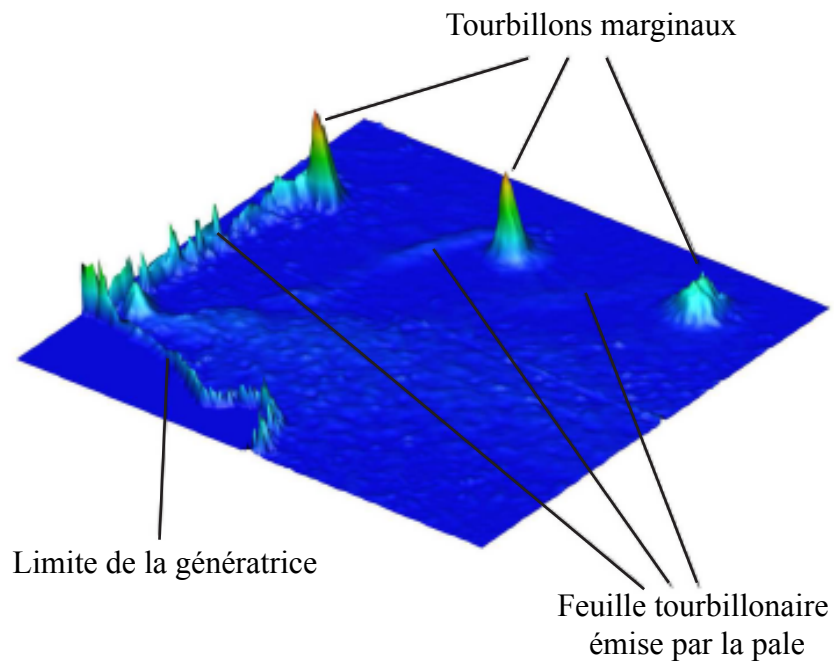 Tourbillons marginaux
Limite de la génératrice
Feuille tourbillonaire
émise par la pale